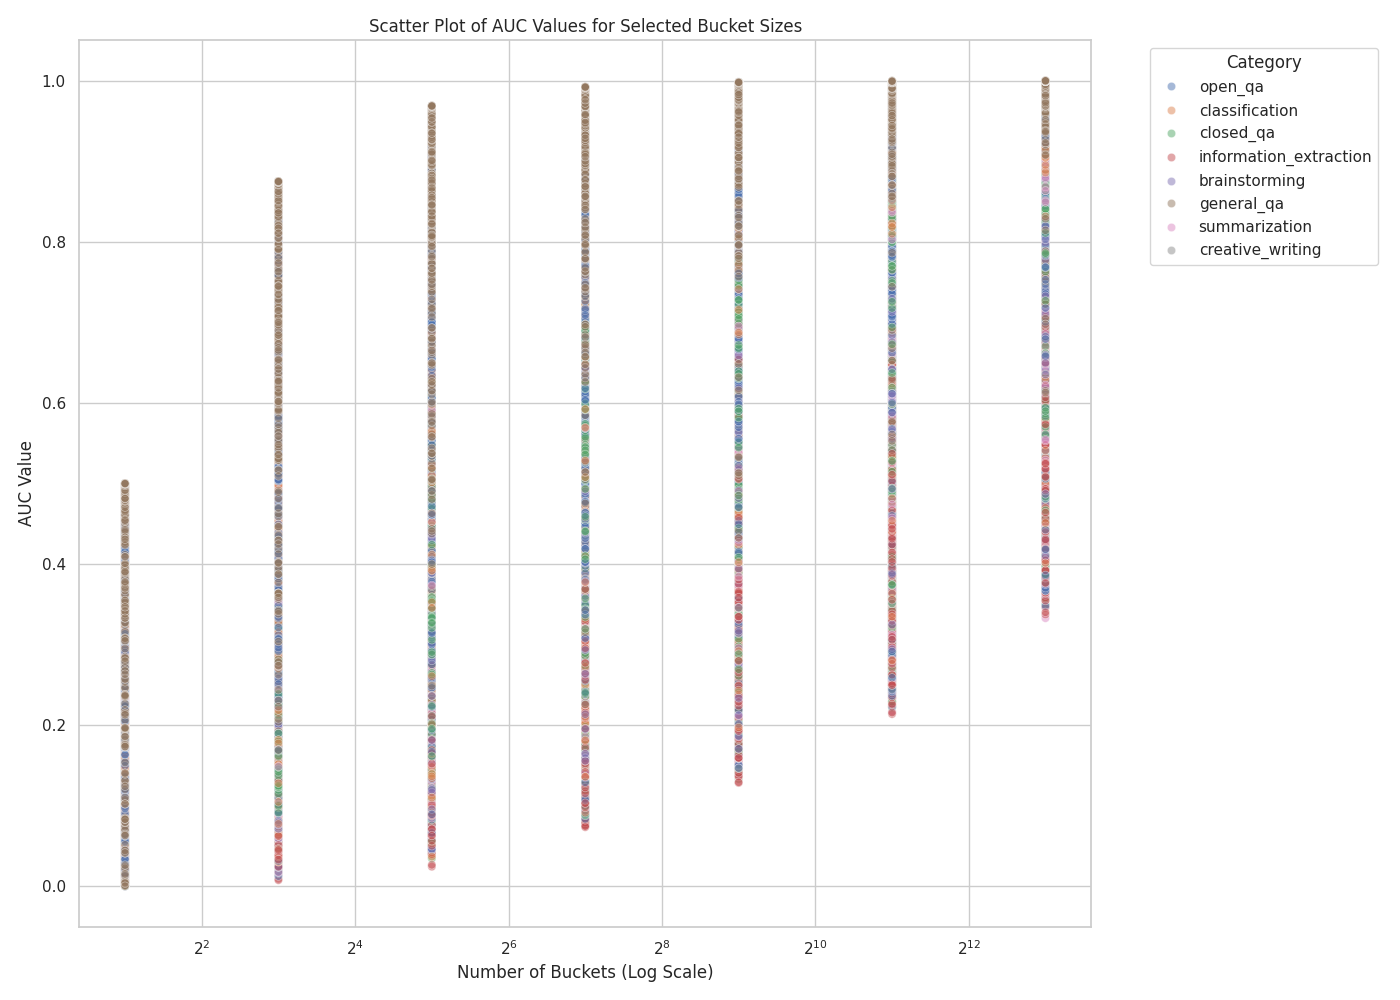 Scatter Plot of AUC Values for Selected Bucket Sizes
1.0
0.8
0.6
0.4
0.2
0.0
AUC Value
2^2
2^4
2^6
2^8
2^10
2^12
Number of Buckets (Log Scale)
Category
open_qa
classification
closed_qa
information_extraction
brainstorming
general_qa
summarization
creative_writing